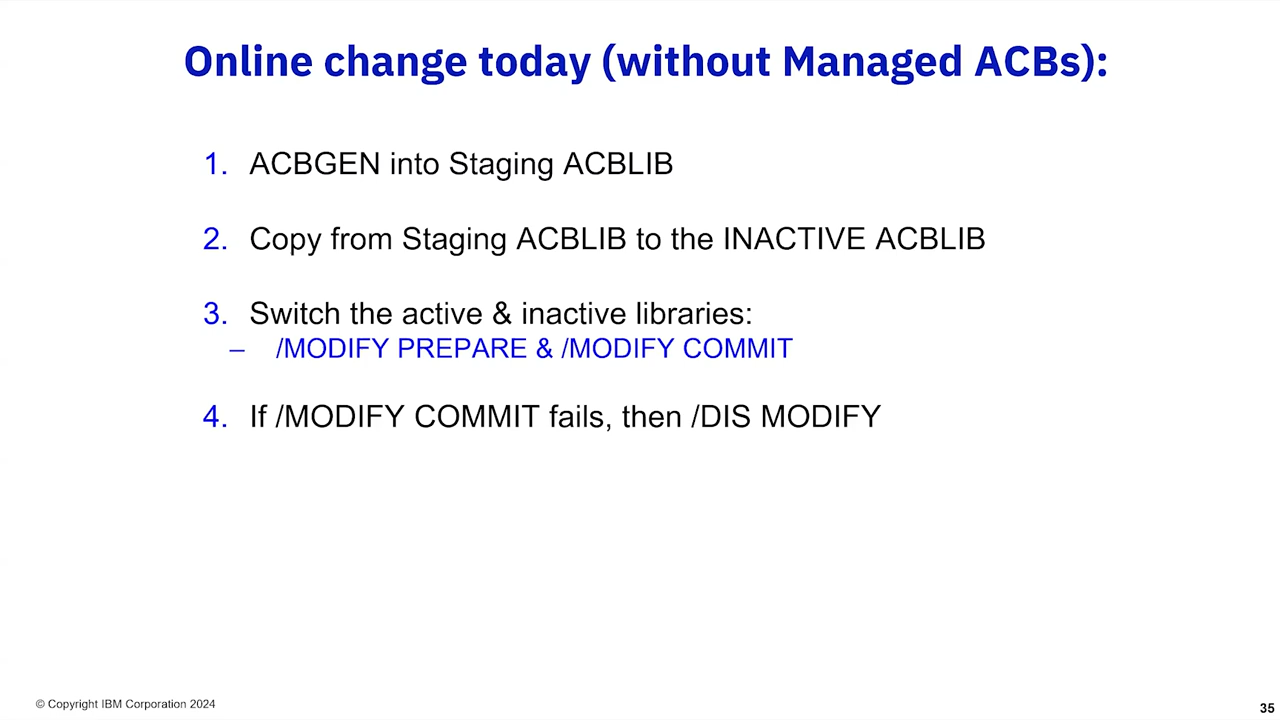 Online change today (without Managed ACBs):
1. ACBGEN into Staging ACBLIB
2. Copy from Staging ACBLIB to the INACTIVE ACBLIB
3. Switch the active & inactive libraries:
– /MODIFY PREPARE & /MODIFY COMMIT
4. If /MODIFY COMMIT fails, then /DIS MODIFY
© Copyright IBM Corporation 2024
35